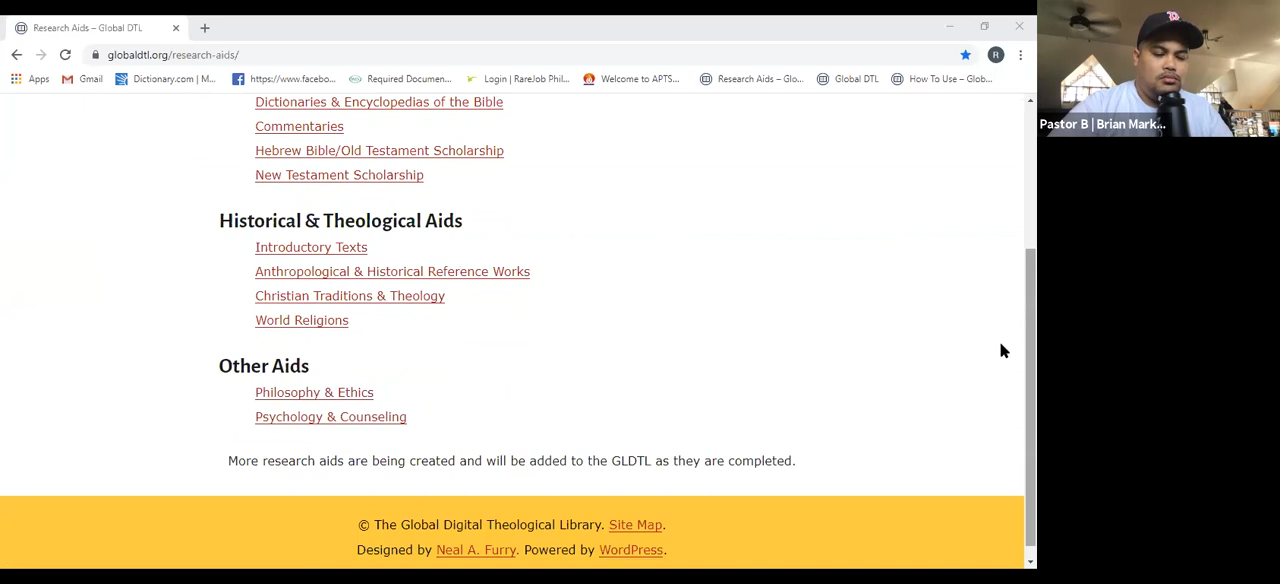 Research Aids – Global DTL
globaldtl.org/research-aids/
R
Apps Gmail Dictionary.com | M... https://www.facebo... Required Documen... Login | RareJob Phil... Welcome to APTS... Research Aids – Glo... Global DTL How To Use – Glob...
Pastor B | Brian Mark...
Dictionaries & Encyclopedias of the Bible
Commentaries
Hebrew Bible/Old Testament Scholarship
New Testament Scholarship
Historical & Theological Aids
Introductory Texts
Anthropological & Historical Reference Works
Christian Traditions & Theology
World Religions
Other Aids
Philosophy & Ethics
Psychology & Counseling
More research aids are being created and will be added to the GLDTL as they are completed.
© The Global Digital Theological Library. Site Map.
Designed by Neal A. Furry. Powered by WordPress.